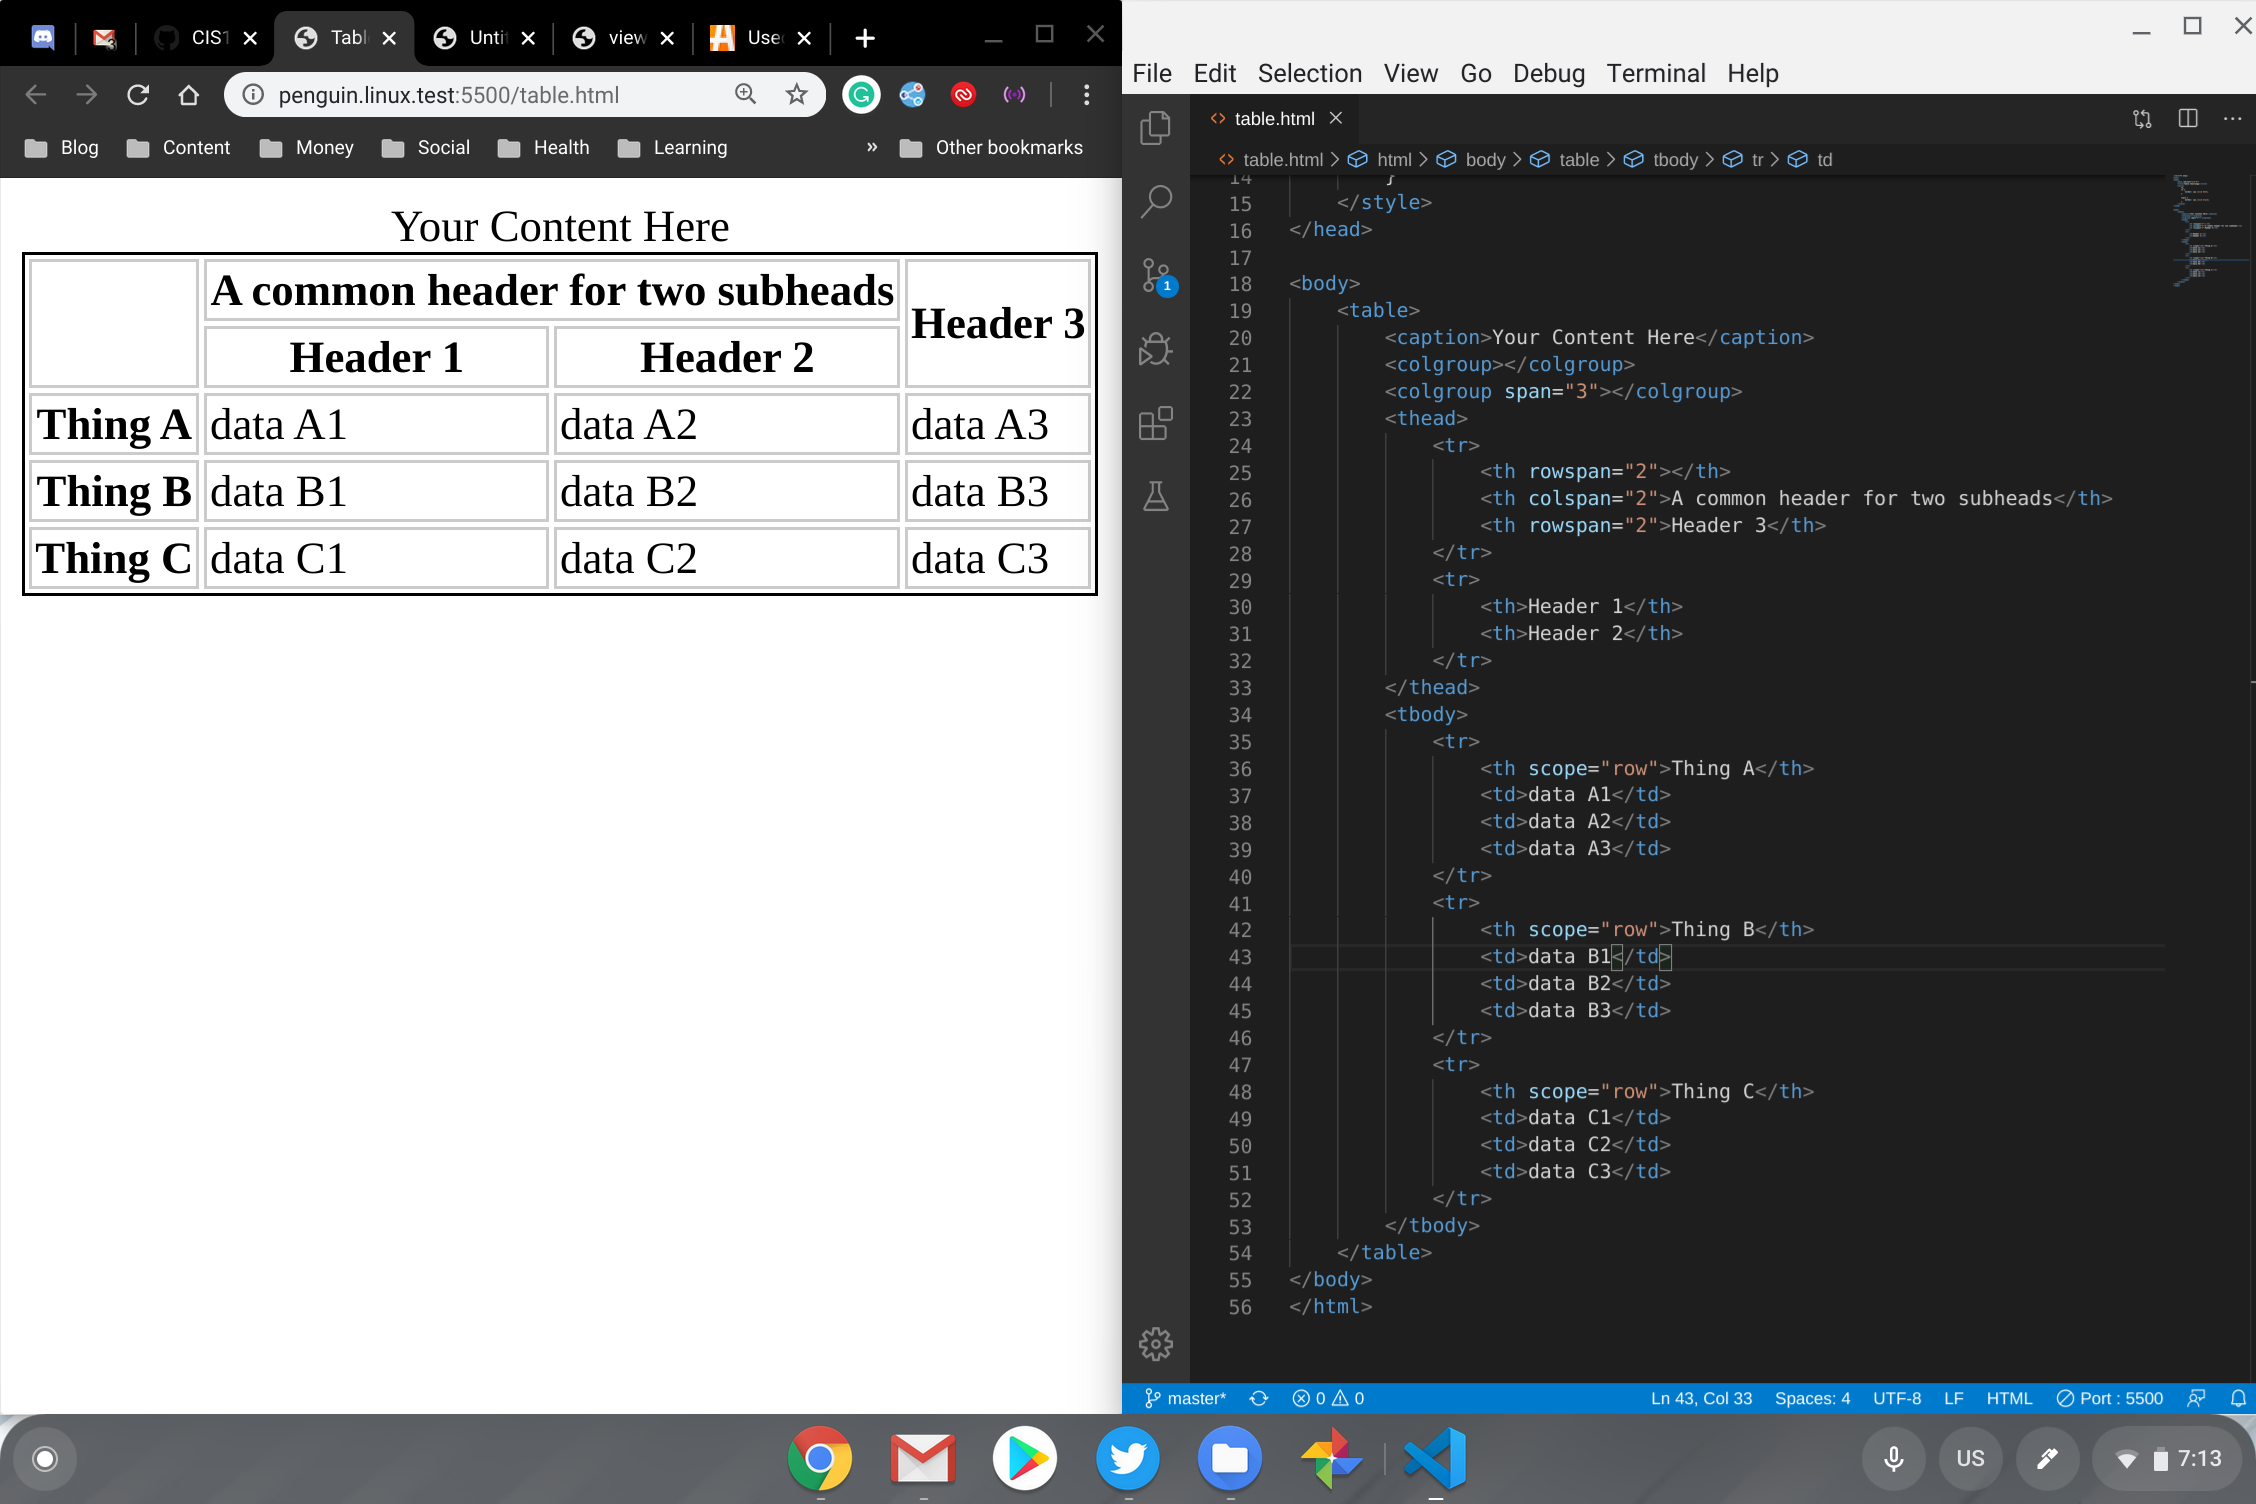 CIS1
Tabl
Unti
view
Used
penguin.linux.test:5500/table.html
Blog Content Money Social Health Learning » Other bookmarks
Your Content Here
A common header for two subheads
Header 3
Header 1 Header 2
Thing A data A1 data A2 data A3
Thing B data B1 data B2 data B3
Thing C data C1 data C2 data C3
File Edit Selection View Go Debug Terminal Help
table.html
table.html > html > body > table > tbody > tr > td
1
14 }
15 </style>
16 </head>
17
18 <body>
19 <table>
20 <caption>Your Content Here</caption>
21 <colgroup></colgroup>
22 <colgroup span="3"></colgroup>
23 <thead>
24 <tr>
25 <th rowspan="2"></th>
26 <th colspan="2">A common header for two subheads</th>
27 <th rowspan="2">Header 3</th>
28 </tr>
29 <tr>
30 <th>Header 1</th>
31 <th>Header 2</th>
32 </tr>
33 </thead>
34 <tbody>
35 <tr>
36 <th scope="row">Thing A</th>
37 <td>data A1</td>
38 <td>data A2</td>
39 <td>data A3</td>
40 </tr>
41 <tr>
42 <th scope="row">Thing B</th>
43 <td>data B1</td>
44 <td>data B2</td>
45 <td>data B3</td>
46 </tr>
47 <tr>
48 <th scope="row">Thing C</th>
49 <td>data C1</td>
50 <td>data C2</td>
51 <td>data C3</td>
52 </tr>
53 </tbody>
54 </table>
55 </body>
56 </html>
master* 0 0 Ln 43, Col 33 Spaces: 4 UTF-8 LF HTML Port : 5500
US 7:13